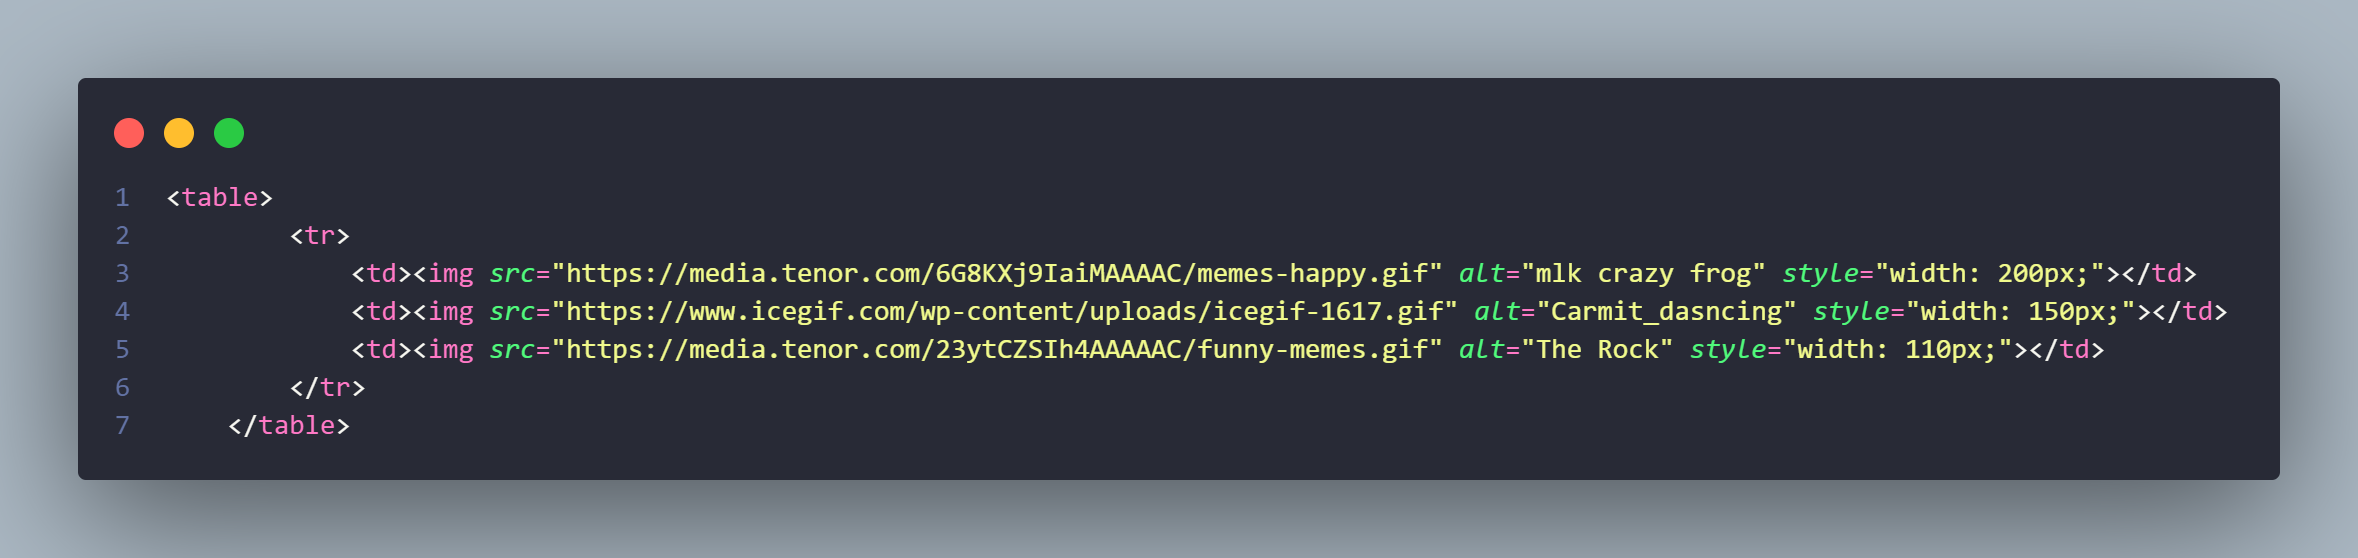 1 <table>
2 <tr>
3 <td><img src="https://media.tenor.com/6G8KXj9IaiMAAAAC/memes-happy.gif" alt="mlk crazy frog" style="width: 200px;"></td>
4 <td><img src="https://www.icegif.com/wp-content/uploads/icegif-1617.gif" alt="Carmit_dasncing" style="width: 150px;"></td>
5 <td><img src="https://media.tenor.com/23ytCZSIh4AAAAAC/funny-memes.gif" alt="The Rock" style="width: 110px;"></td>
6 </tr>
7 </table>